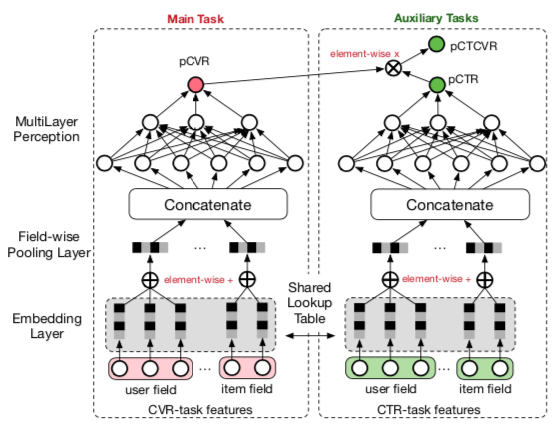 Main Task
Auxiliary Tasks
pCTCVR
element-wise x
pCVR
pCTR
MultiLayer
Perception
Concatenate
Concatenate
Field-wise
Pooling Layer
...
...
element-wise +
element-wise +
Shared
Lookup
Table
Embedding
Layer
...
...
user field
item field
user field
item field
CVR-task features
CTR-task features